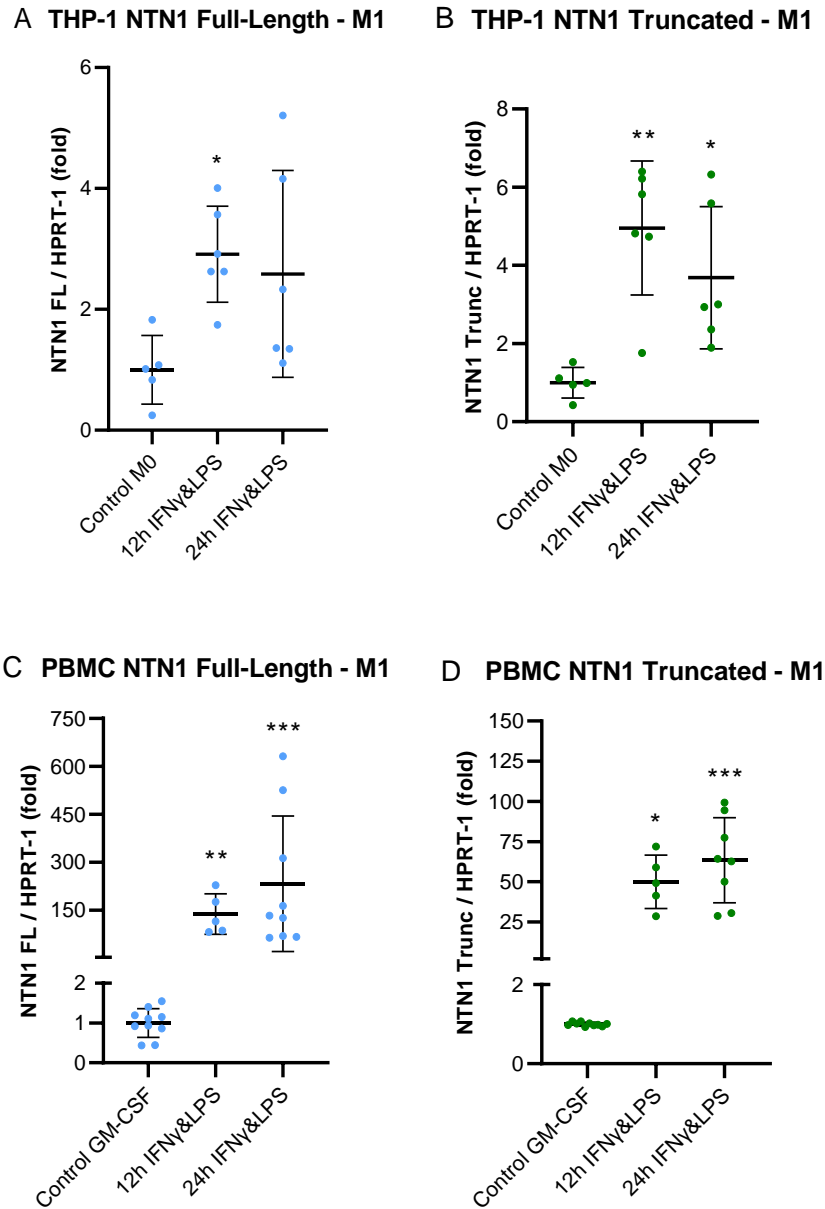 A THP-1 NTN1 Full-Length - M1
NTN1 FL / HPRT-1 (fold)
6
4
2
0
*
Control M0
12h IFNγ&LPS
24h IFNγ&LPS
B THP-1 NTN1 Truncated - M1
NTN1 Trunc / HPRT-1 (fold)
8
6
4
2
0
**
*
Control M0
12h IFNγ&LPS
24h IFNγ&LPS
C PBMC NTN1 Full-Length - M1
NTN1 FL / HPRT-1 (fold)
750
600
450
300
150
2
1
0
**
***
Control GM-CSF
12h IFNγ&LPS
24h IFNγ&LPS
D PBMC NTN1 Truncated - M1
NTN1 Trunc / HPRT-1 (fold)
150
125
100
75
50
25
2
0
*
***
Control GM-CSF
12h IFNγ&LPS
24h IFNγ&LPS